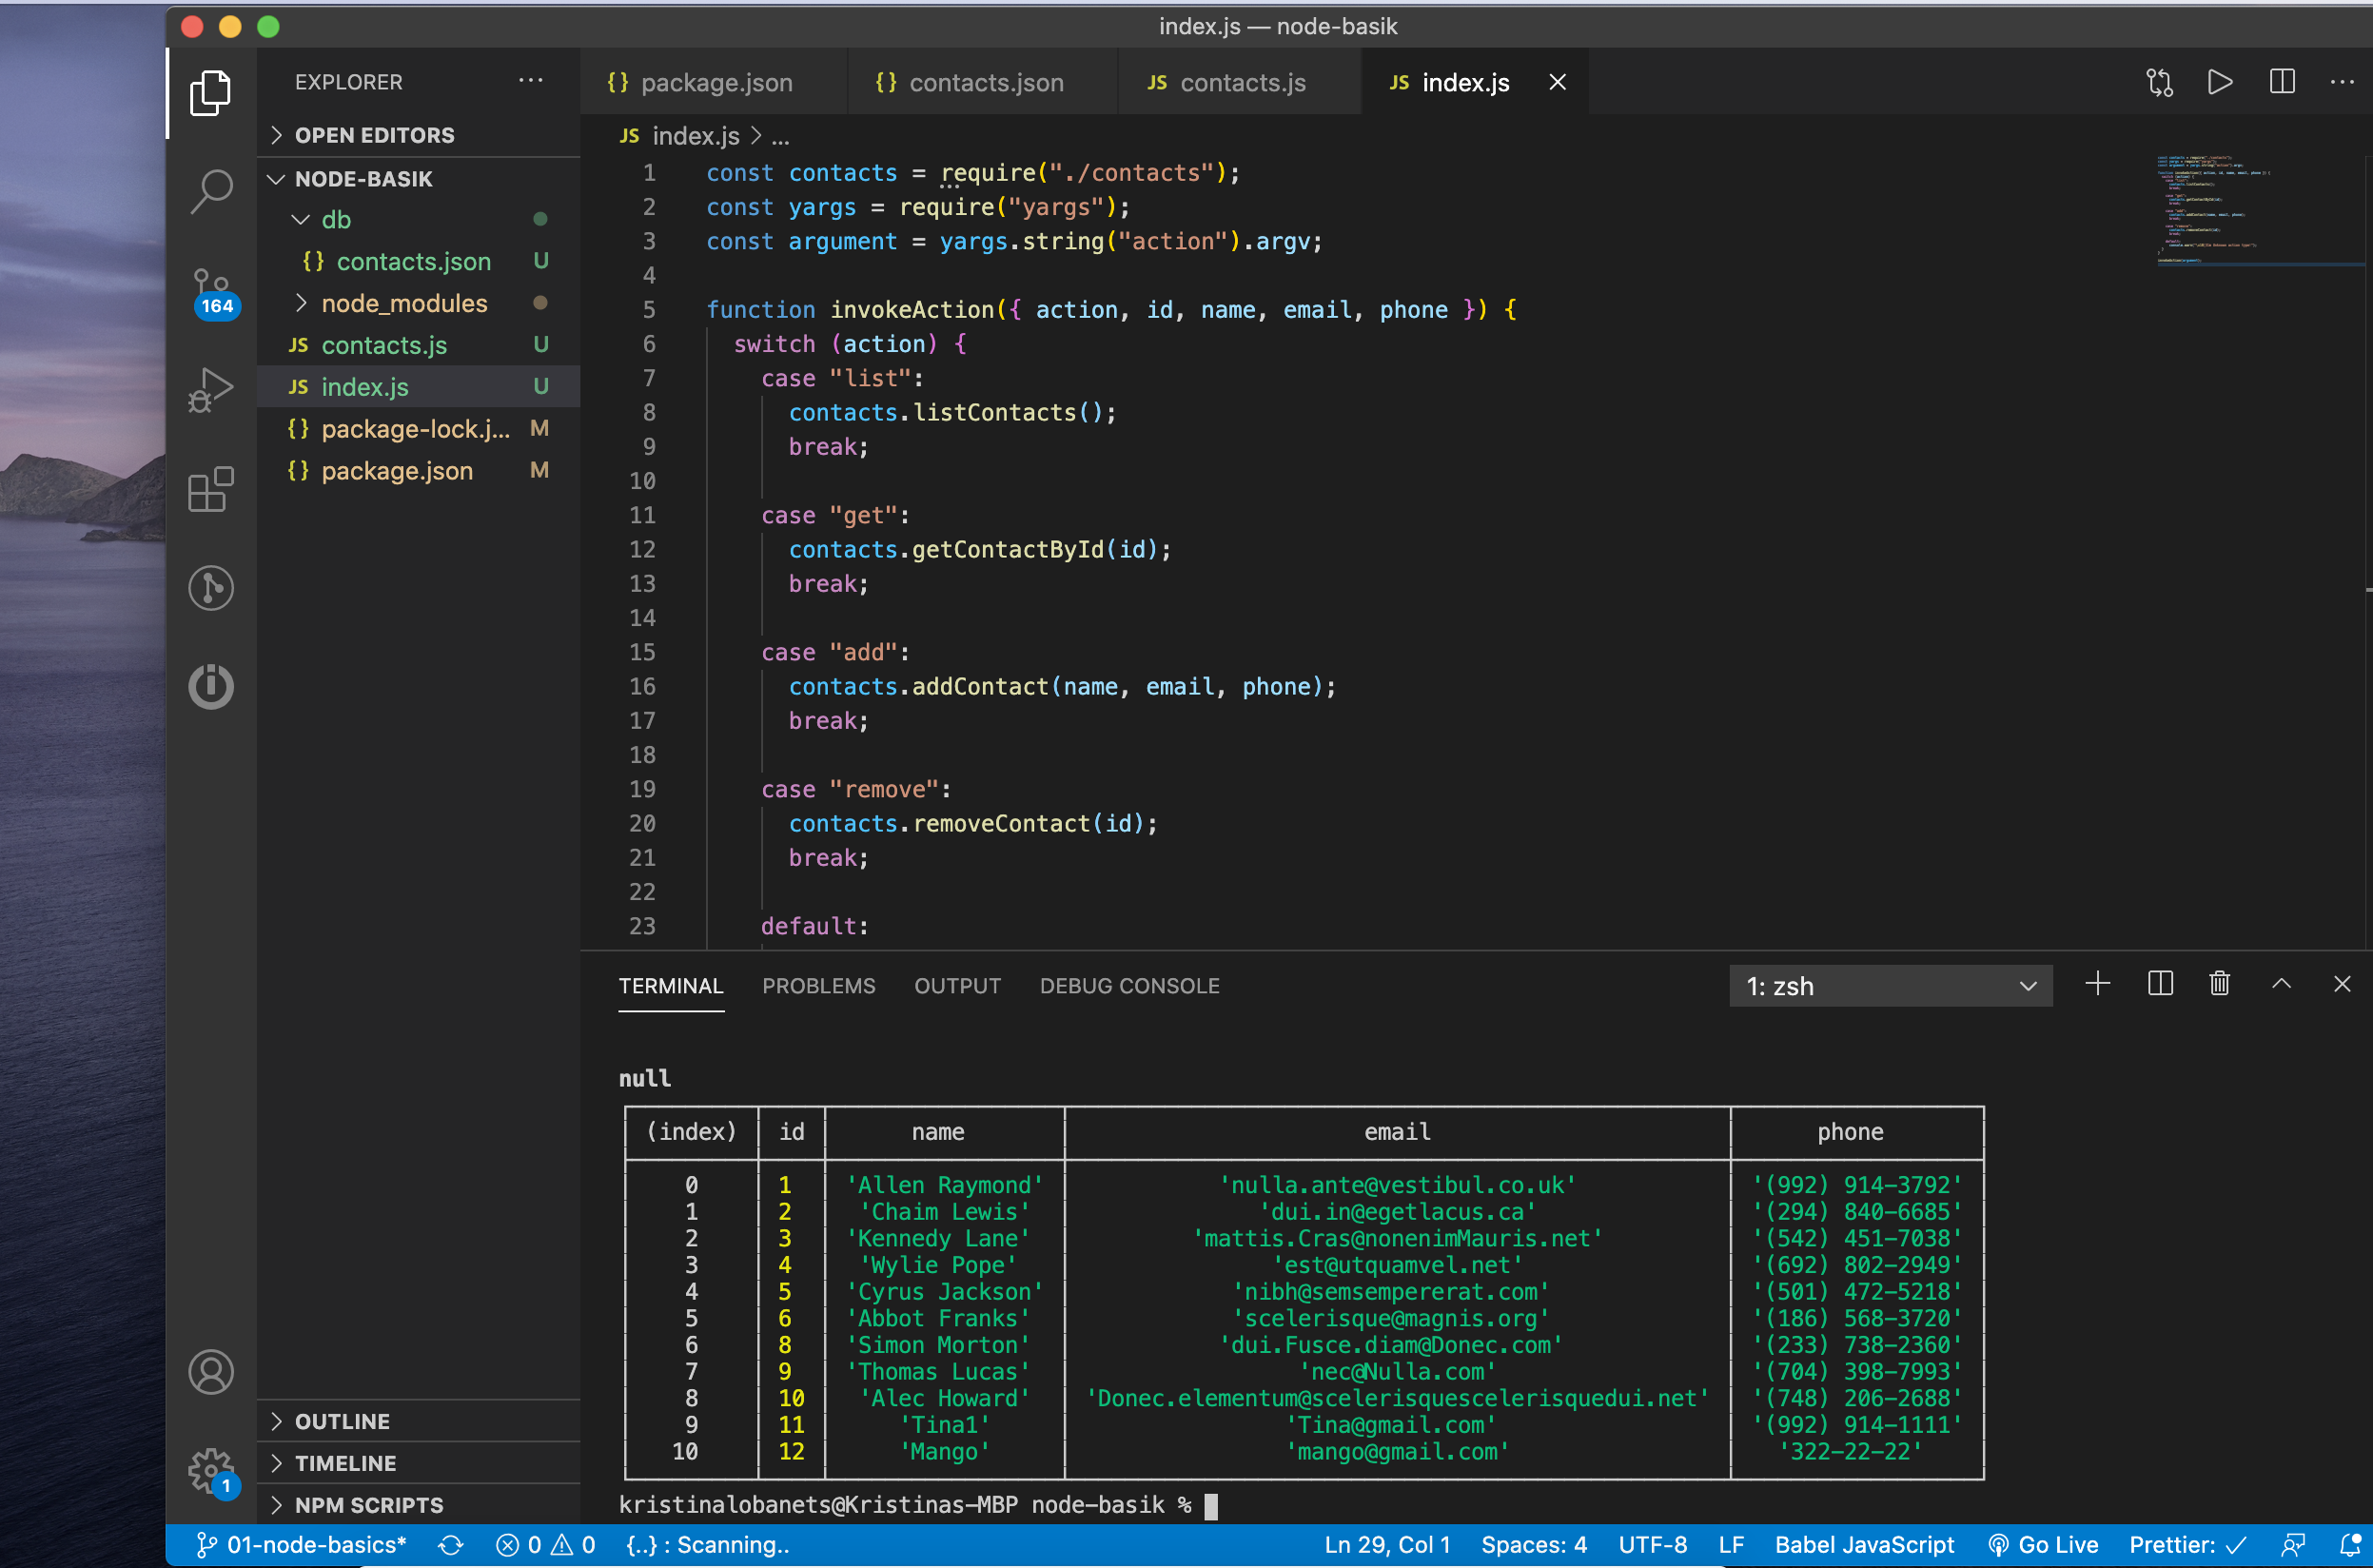 index.js — node-basik
EXPLORER
OPEN EDITORS
NODE-BASIK
db
{} contacts.json U
node_modules
JS contacts.js U
JS index.js U
{} package-lock.j... M
{} package.json M
OUTLINE
TIMELINE
NPM SCRIPTS
164
1
{} package.json {} contacts.json JS contacts.js JS index.js
JS index.js > ...
1 const contacts = require("./contacts");
2 const yargs = require("yargs");
3 const argument = yargs.string("action").argv;
4
5 function invokeAction({ action, id, name, email, phone }) {
6 switch (action) {
7 case "list":
8 contacts.listContacts();
9 break;
10
11 case "get":
12 contacts.getContactById(id);
13 break;
14
15 case "add":
16 contacts.addContact(name, email, phone);
17 break;
18
19 case "remove":
20 contacts.removeContact(id);
21 break;
22
23 default:
TERMINAL PROBLEMS OUTPUT DEBUG CONSOLE 1: zsh
null
(index) id name email phone
0 1 'Allen Raymond' 'nulla.ante@vestibul.co.uk' '(992) 914-3792'
1 2 'Chaim Lewis' 'dui.in@egetlacus.ca' '(294) 840-6685'
2 3 'Kennedy Lane' 'mattis.Cras@nonenimMauris.net' '(542) 451-7038'
3 4 'Wylie Pope' 'est@utquamvel.net' '(692) 802-2949'
4 5 'Cyrus Jackson' 'nibh@semsempererat.com' '(501) 472-5218'
5 6 'Abbot Franks' 'scelerisque@magnis.org' '(186) 568-3720'
6 8 'Simon Morton' 'dui.Fusce.diam@Donec.com' '(233) 738-2360'
7 9 'Thomas Lucas' 'nec@Nulla.com' '(704) 398-7993'
8 10 'Alec Howard' 'Donec.elementum@scelerisquescelerisquedui.net' '(748) 206-2688'
9 11 'Tina1' 'Tina@gmail.com' '(992) 914-1111'
10 12 'Mango' 'mango@gmail.com' '322-22-22'
kristinalobanets@Kristinas-MBP node-basik %
01-node-basics* 0 0 {..} : Scanning.. Ln 29, Col 1 Spaces: 4 UTF-8 LF Babel JavaScript Go Live Prettier: ✓